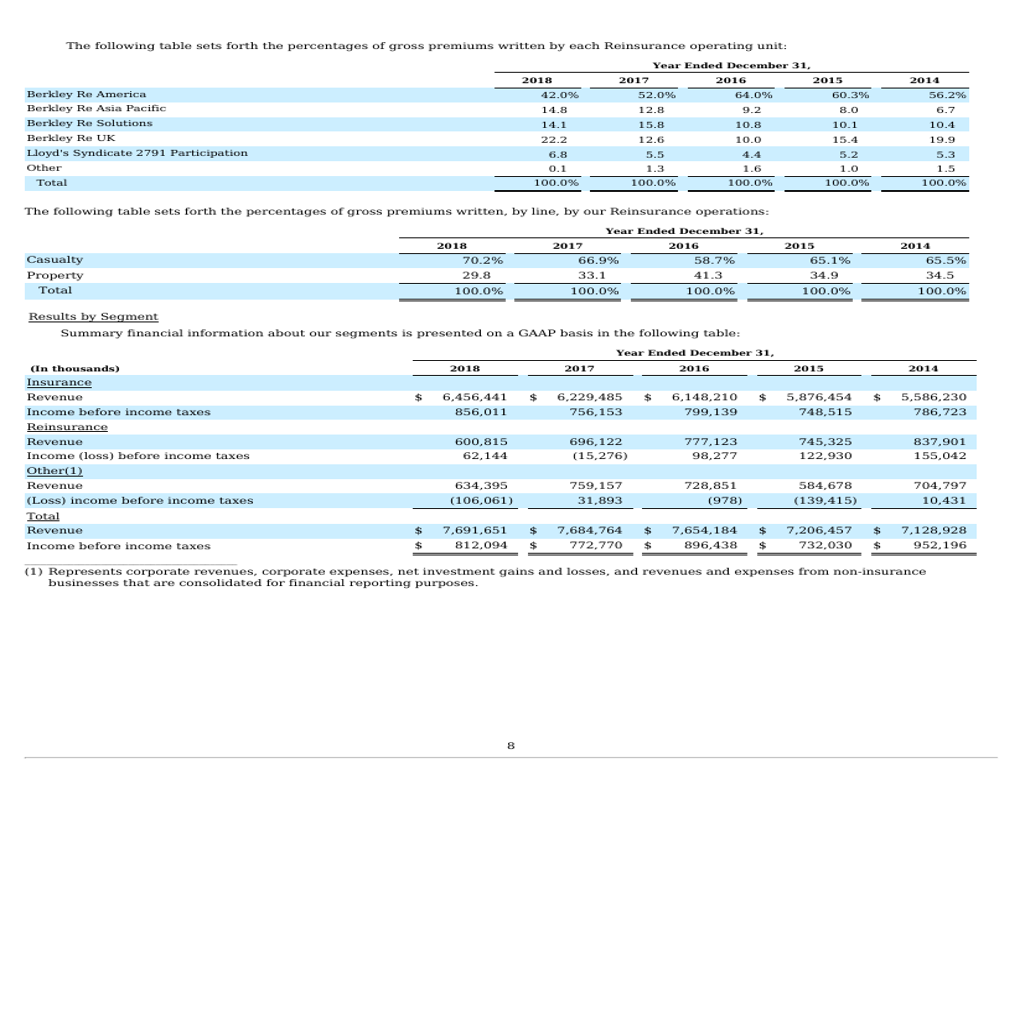 The following table sets forth the percentages of gross premiums written by each Reinsurance operating unit:
Year Ended December 31,
2018 2017 2016 2015 2014
Berkley Re America 42.0% 52.0% 64.0% 60.3% 56.2%
Berkley Re Asia Pacific 14.8 12.8 9.2 8.0 6.7
Berkley Re Solutions 14.1 15.8 10.8 10.1 10.4
Berkley Re UK 22.2 12.6 10.0 15.4 19.9
Lloyd's Syndicate 2791 Participation 6.8 5.5 4.4 5.2 5.3
Other 0.1 1.3 1.6 1.0 1.5
Total 100.0% 100.0% 100.0% 100.0% 100.0%
The following table sets forth the percentages of gross premiums written, by line, by our Reinsurance operations:
Year Ended December 31,
2018 2017 2016 2015 2014
Casualty 70.2% 66.9% 58.7% 65.1% 65.5%
Property 29.8 33.1 41.3 34.9 34.5
Total 100.0% 100.0% 100.0% 100.0% 100.0%
Results by Segment
Summary financial information about our segments is presented on a GAAP basis in the following table:
Year Ended December 31,
(In thousands) 2018 2017 2016 2015 2014
Insurance
Revenue $ 6,456,441 $ 6,229,485 $ 6,148,210 $ 5,876,454 $ 5,586,230
Income before income taxes 856,011 756,153 799,139 748,515 786,723
Reinsurance
Revenue 600,815 696,122 777,123 745,325 837,901
Income (loss) before income taxes 62,144 (15,276) 98,277 122,930 155,042
Other(1)
Revenue 634,395 759,157 728,851 584,678 704,797
(Loss) income before income taxes (106,061) 31,893 (978) (139,415) 10,431
Total
Revenue $ 7,691,651 $ 7,684,764 $ 7,654,184 $ 7,206,457 $ 7,128,928
Income before income taxes $ 812,094 $ 772,770 $ 896,438 $ 732,030 $ 952,196
(1) Represents corporate revenues, corporate expenses, net investment gains and losses, and revenues and expenses from non-insurance
businesses that are consolidated for financial reporting purposes.
8